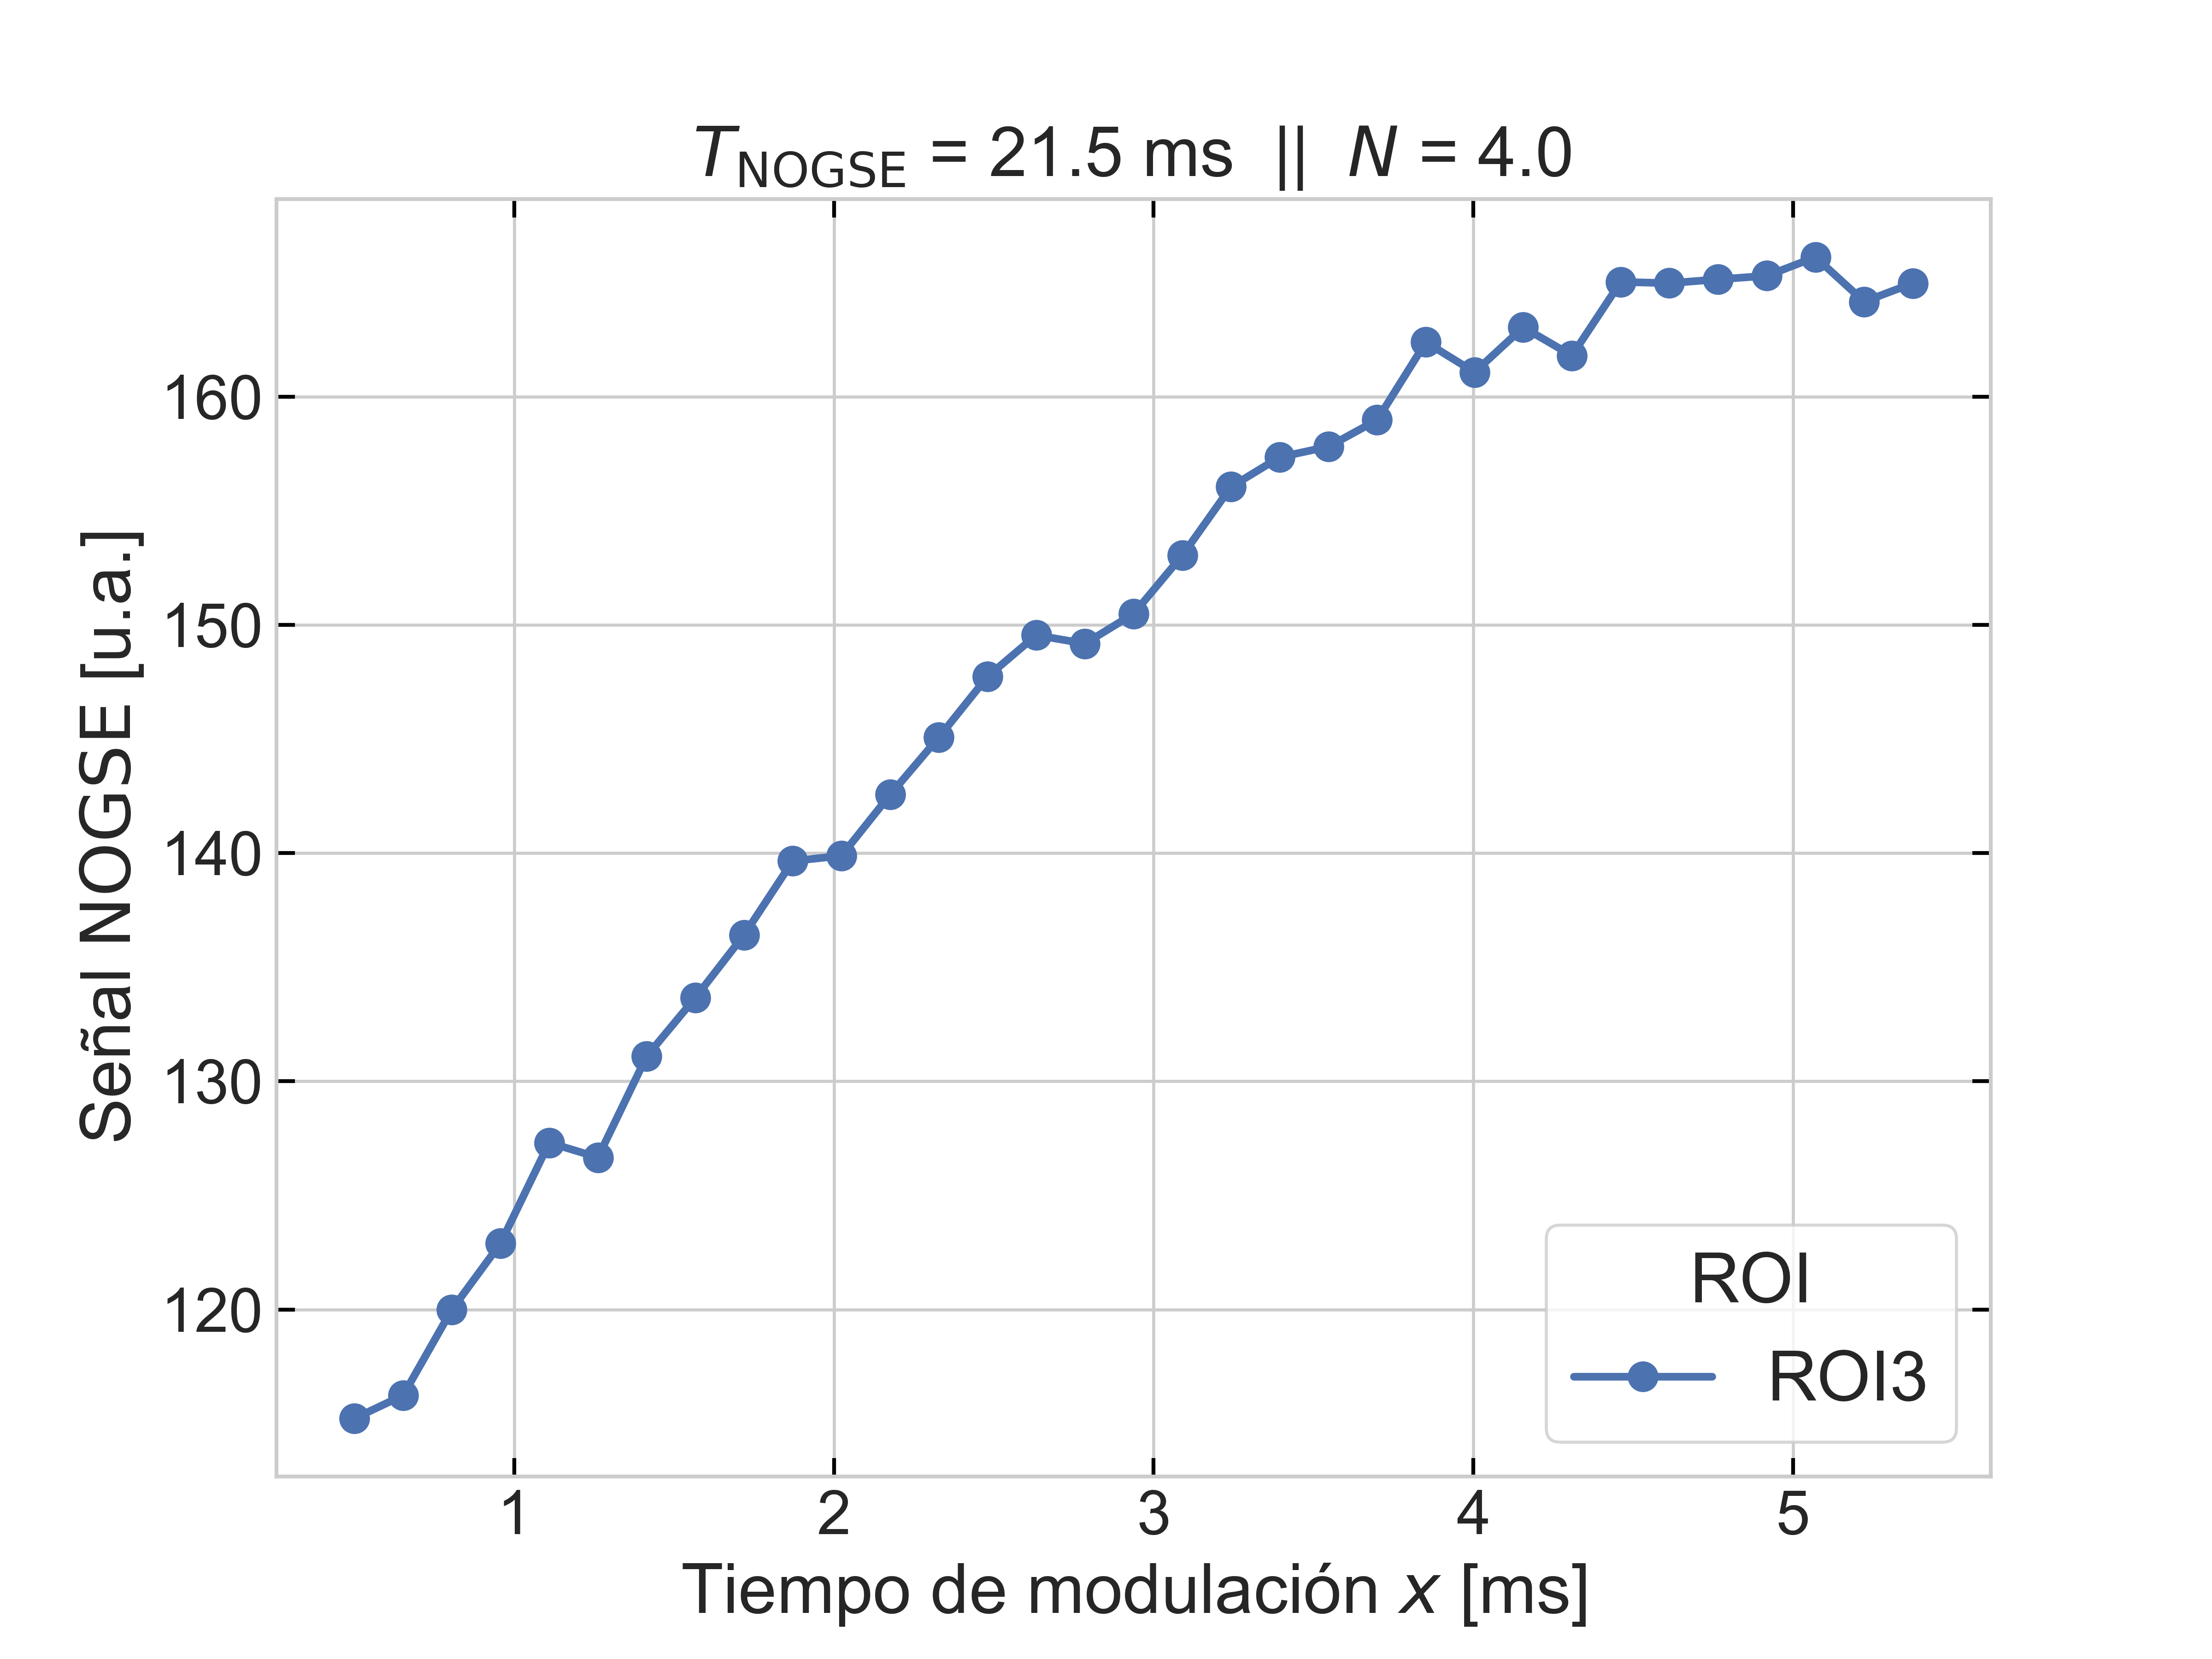 T_NOGSE = 21.5 ms || N = 4.0
Señal NOGSE [u.a.]
160
150
140
130
120
ROI
ROI3
1 2 3 4 5
Tiempo de modulación x [ms]